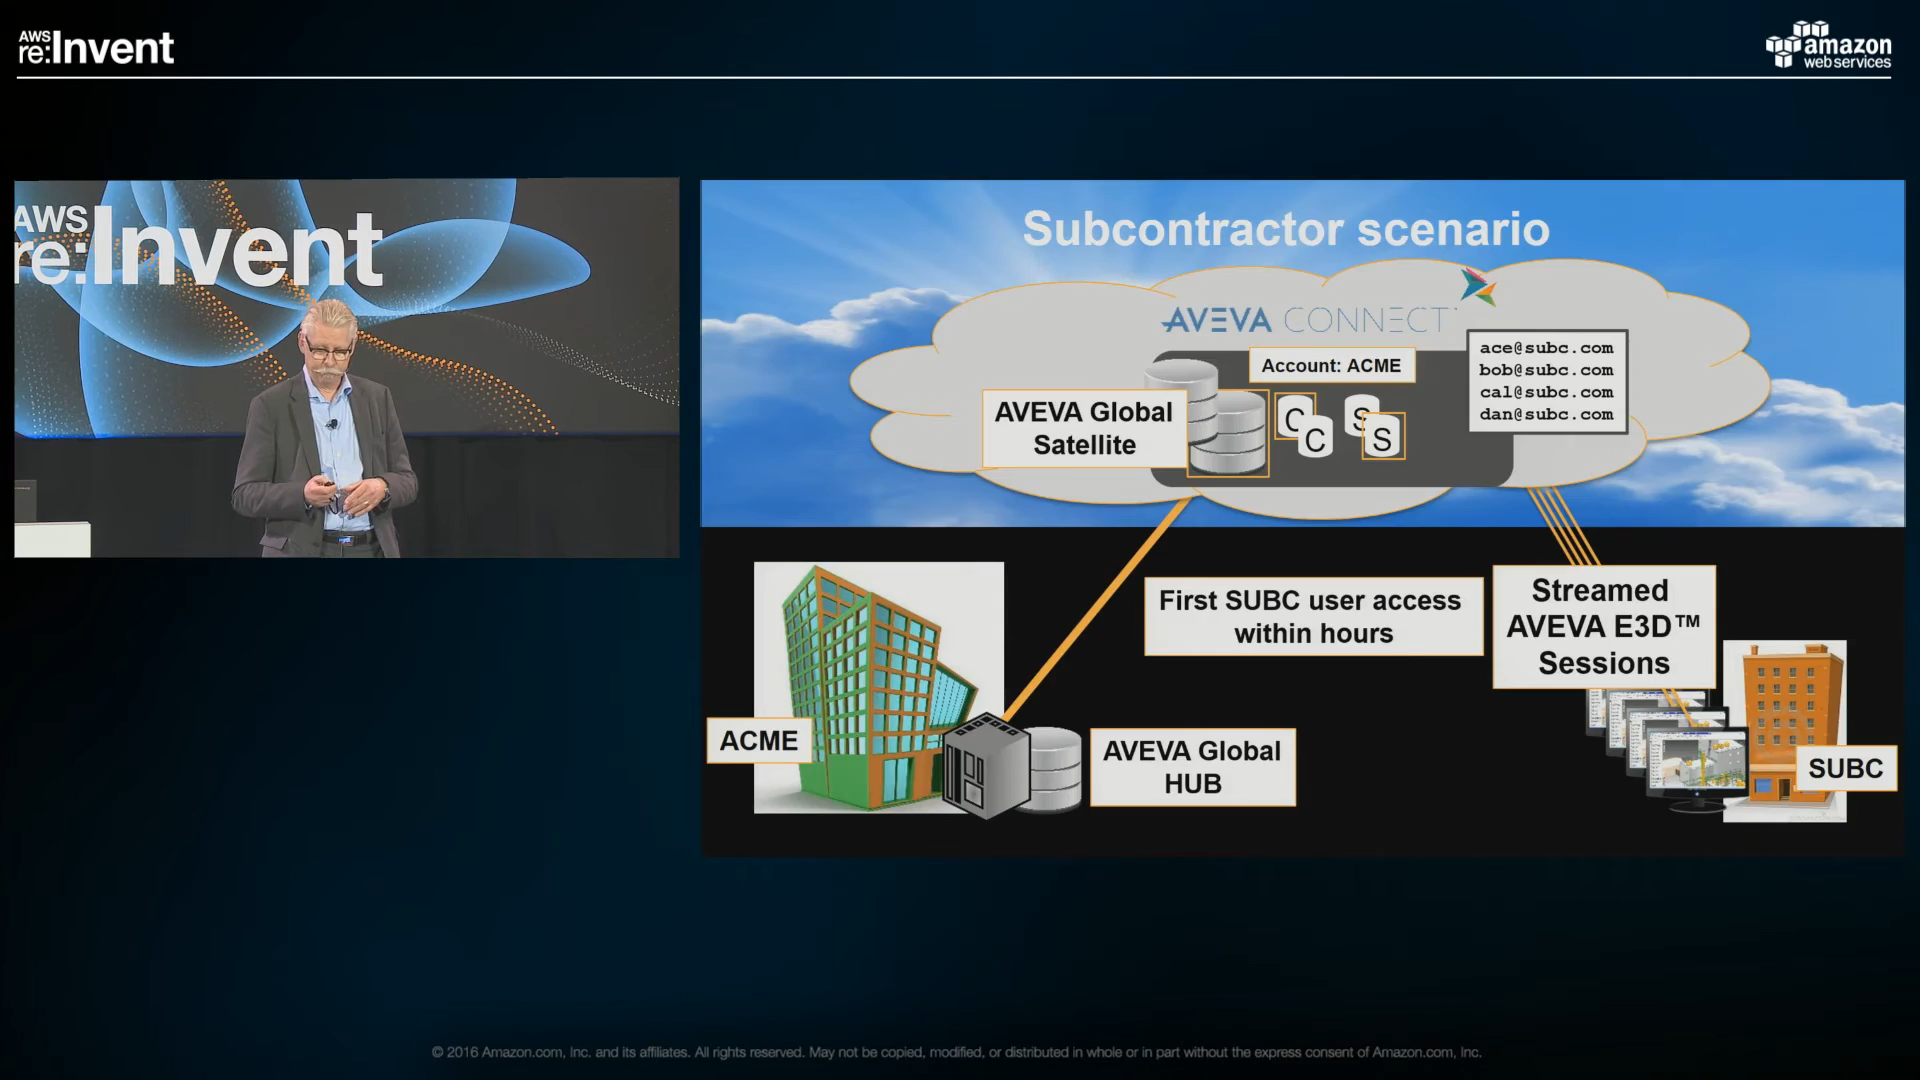 AWS
re:Invent
amazon
web services
AWS
re:Invent
Subcontractor scenario
AVEVA CONNECT
Account: ACME
ace@subc.com
bob@subc.com
cal@subc.com
dan@subc.com
AVEVA Global
Satellite
C
C
S
S
First SUBC user access
within hours
Streamed
AVEVA E3D™
Sessions
ACME
AVEVA Global
HUB
SUBC
© 2016 Amazon.com, Inc. and its affiliates. All rights reserved. May not be copied, modified, or distributed in whole or in part without the express consent of Amazon.com, Inc.